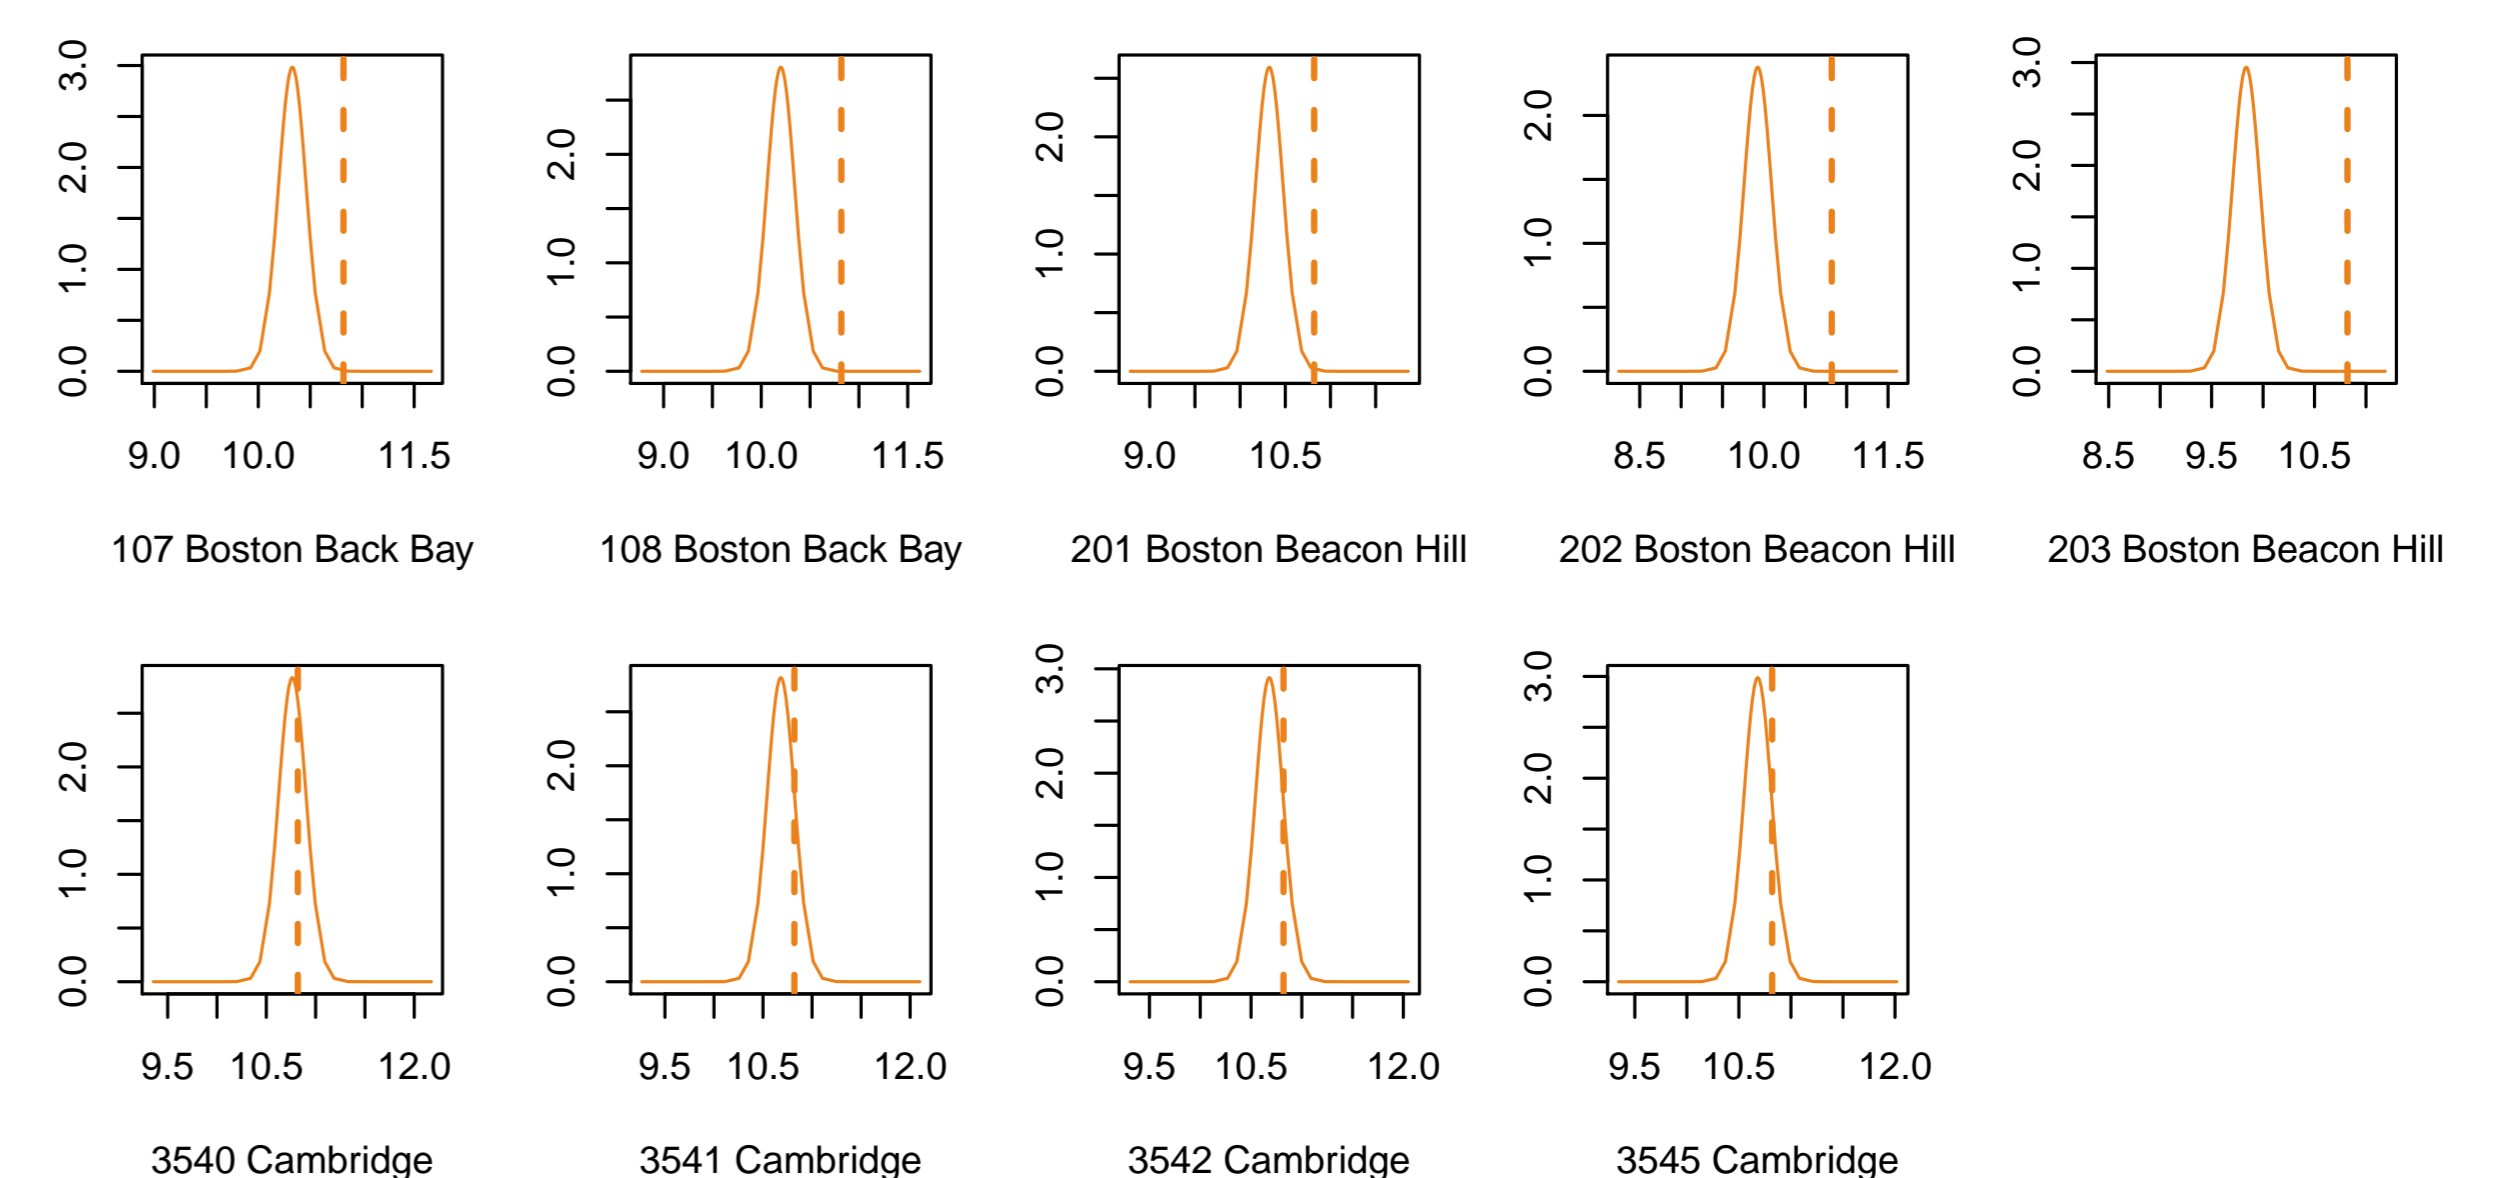 0.0 1.0 2.0 3.0
9.0 10.0 11.5
107 Boston Back Bay
0.0 1.0 2.0
9.0 10.0 11.5
108 Boston Back Bay
0.0 1.0 2.0
9.0 10.5
201 Boston Beacon Hill
0.0 1.0 2.0
8.5 10.0 11.5
202 Boston Beacon Hill
0.0 1.0 2.0 3.0
8.5 9.5 10.5
203 Boston Beacon Hill
0.0 1.0 2.0
9.5 10.5 12.0
3540 Cambridge
0.0 1.0 2.0
9.5 10.5 12.0
3541 Cambridge
0.0 1.0 2.0 3.0
9.5 10.5 12.0
3542 Cambridge
0.0 1.0 2.0 3.0
9.5 10.5 12.0
3545 Cambridge